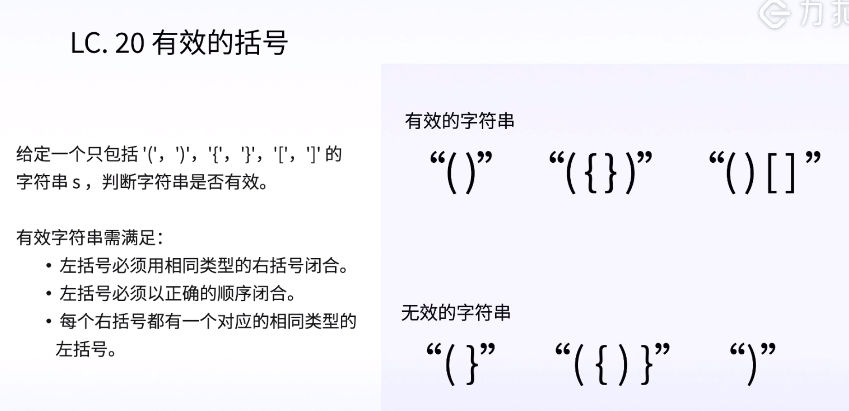 力扣
LC. 20 有效的括号
给定一个只包括 '('，')'，'{'，'}'，'['，']' 的
字符串 s ，判断字符串是否有效。
有效字符串需满足：
• 左括号必须用相同类型的右括号闭合。
• 左括号必须以正确的顺序闭合。
• 每个右括号都有一个对应的相同类型的
左括号。
有效的字符串
“( )” “( { } )” “( ) [ ] ”
无效的字符串
“( }” “( { ) }” “)”